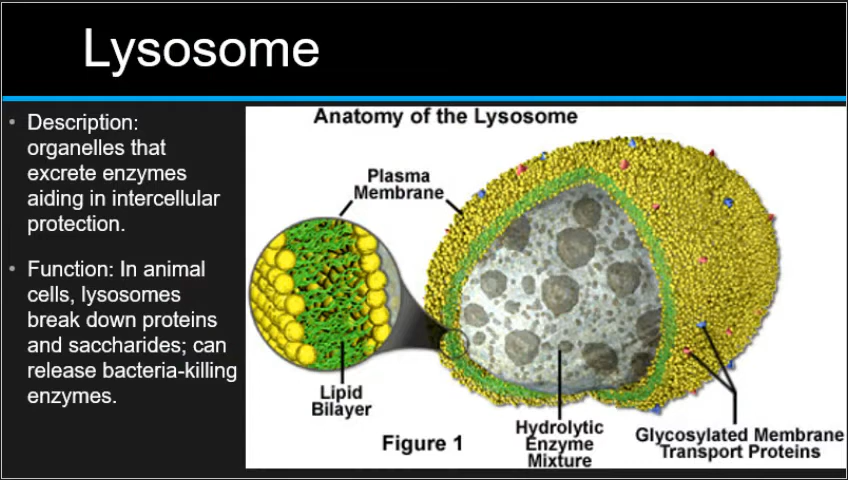 Lysosome
• Description:
organelles that
excrete enzymes
aiding in intercellular
protection.
• Function: In animal
cells, lysosomes
break down proteins
and saccharides; can
release bacteria-killing
enzymes.
Anatomy of the Lysosome
Plasma
Membrane
Lipid
Bilayer
Figure 1
Hydrolytic
Enzyme
Mixture
Glycosylated Membrane
Transport Proteins